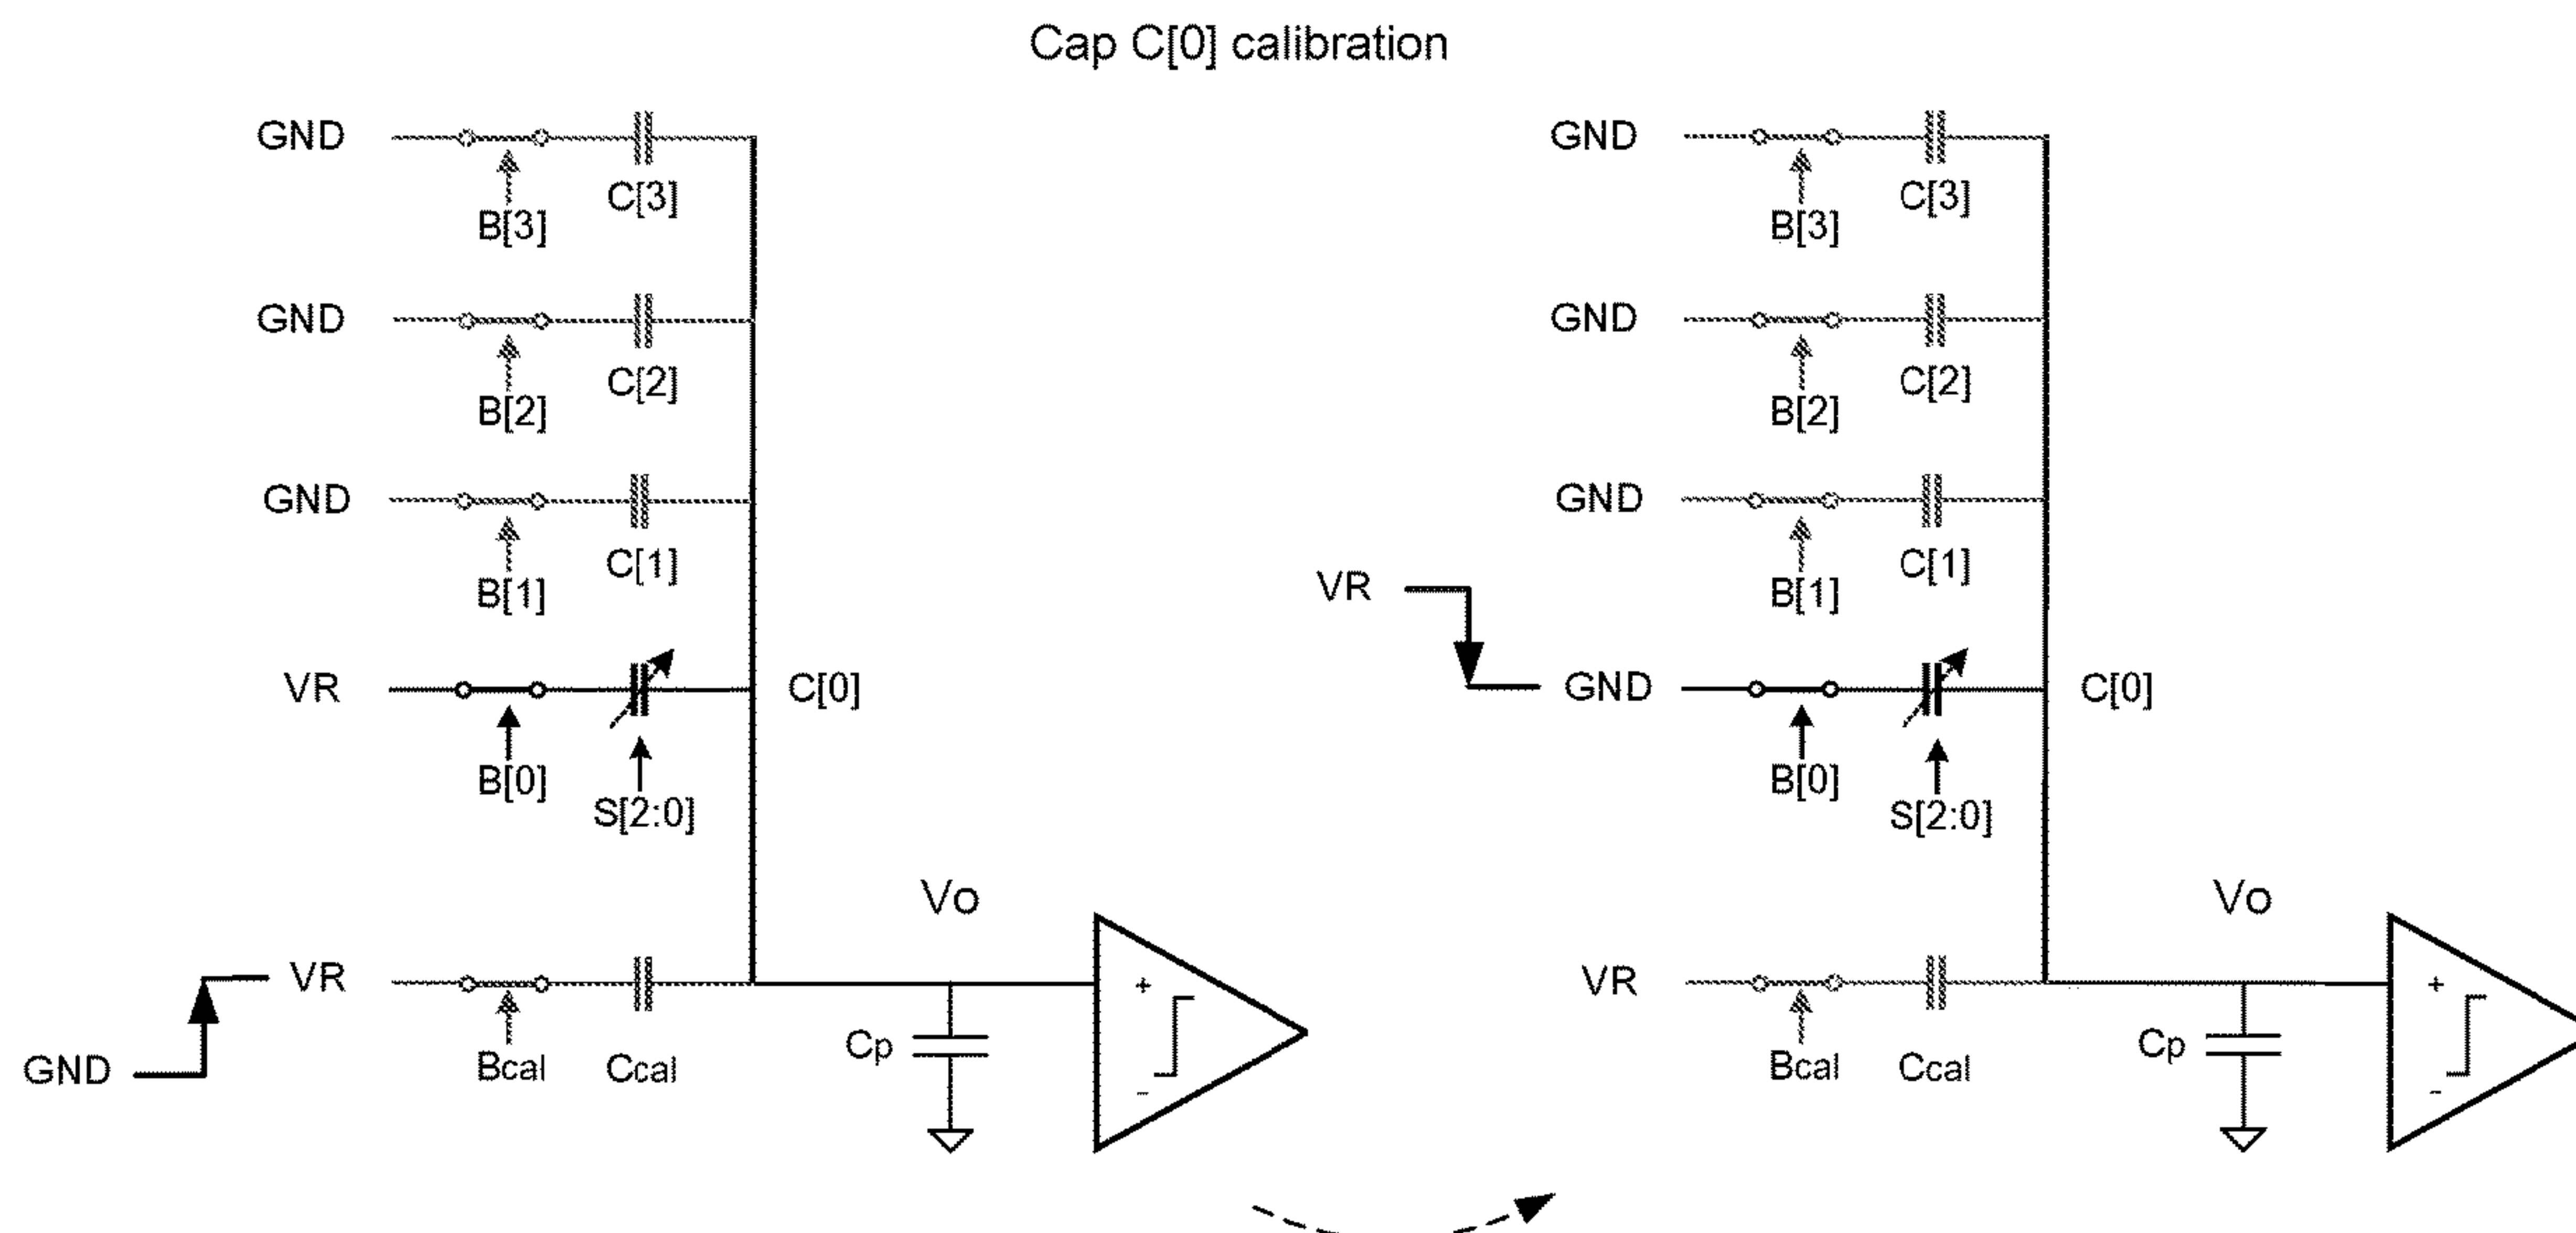 Cap C[0] calibration
GND
C[3]
B[3]
GND
C[2]
B[2]
GND
C[1]
B[1]
VR
C[0]
B[0]
S[2:0]
Vo
VR
+
GND
Bcal
Ccal
Cp
−
GND
C[3]
B[3]
GND
C[2]
B[2]
GND
C[1]
B[1]
VR
GND
C[0]
B[0]
S[2:0]
Vo
VR
+
Bcal
Ccal
Cp
−